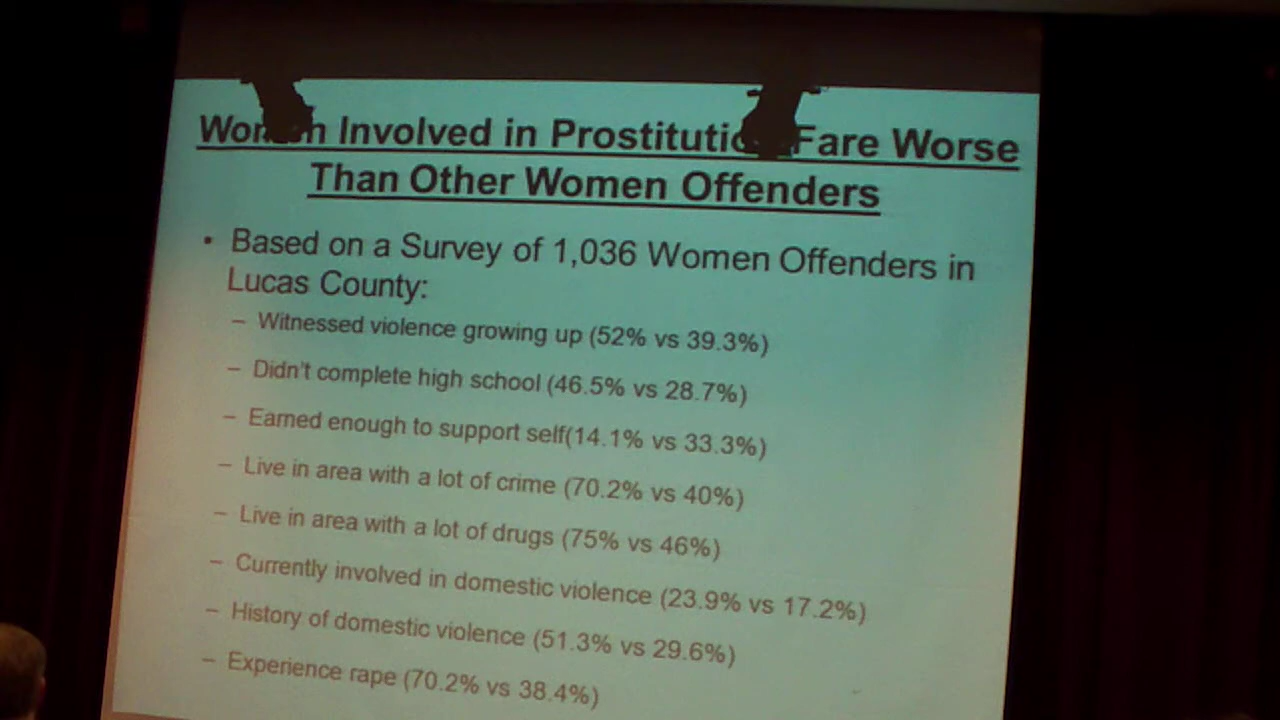 Women Involved in Prostitution Fare Worse
Than Other Women Offenders
• Based on a Survey of 1,036 Women Offenders in
Lucas County:
– Witnessed violence growing up (52% vs 39.3%)
– Didn't complete high school (46.5% vs 28.7%)
– Earned enough to support self(14.1% vs 33.3%)
– Live in area with a lot of crime (70.2% vs 40%)
– Live in area with a lot of drugs (75% vs 46%)
– Currently involved in domestic violence (23.9% vs 17.2%)
– History of domestic violence (51.3% vs 29.6%)
– Experience rape (70.2% vs 38.4%)